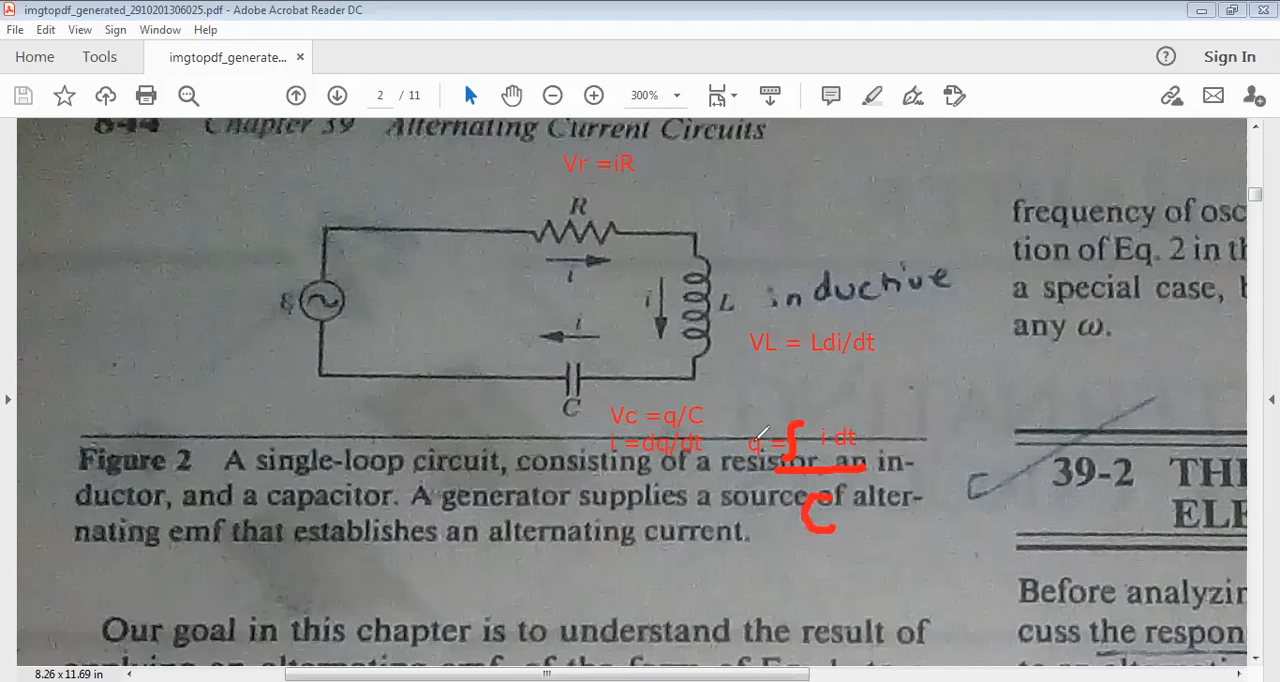 imgtopdf_generated_2910201306025.pdf - Adobe Acrobat Reader DC
File Edit View Sign Window Help
Home Tools imgtopdf_generate... × ? Sign In
2 / 11 300%
844 Chapter 39 Alternating Current Circuits
Vr =iR
R
i
i
L
inductive
i
C
VL = Ldi/dt
Vc =q/C
i =dq/dt q =∫ i dt
C
Figure 2 A single-loop circuit, consisting of a resistor, an in-
ductor, and a capacitor. A generator supplies a source of alter-
nating emf that establishes an alternating current.
Our goal in this chapter is to understand the result of
frequency of osc
tion of Eq. 2 in th
a special case, b
any ω.
39-2 THE
ELE
Before analyzin
cuss the respon
8.26 x 11.69 in